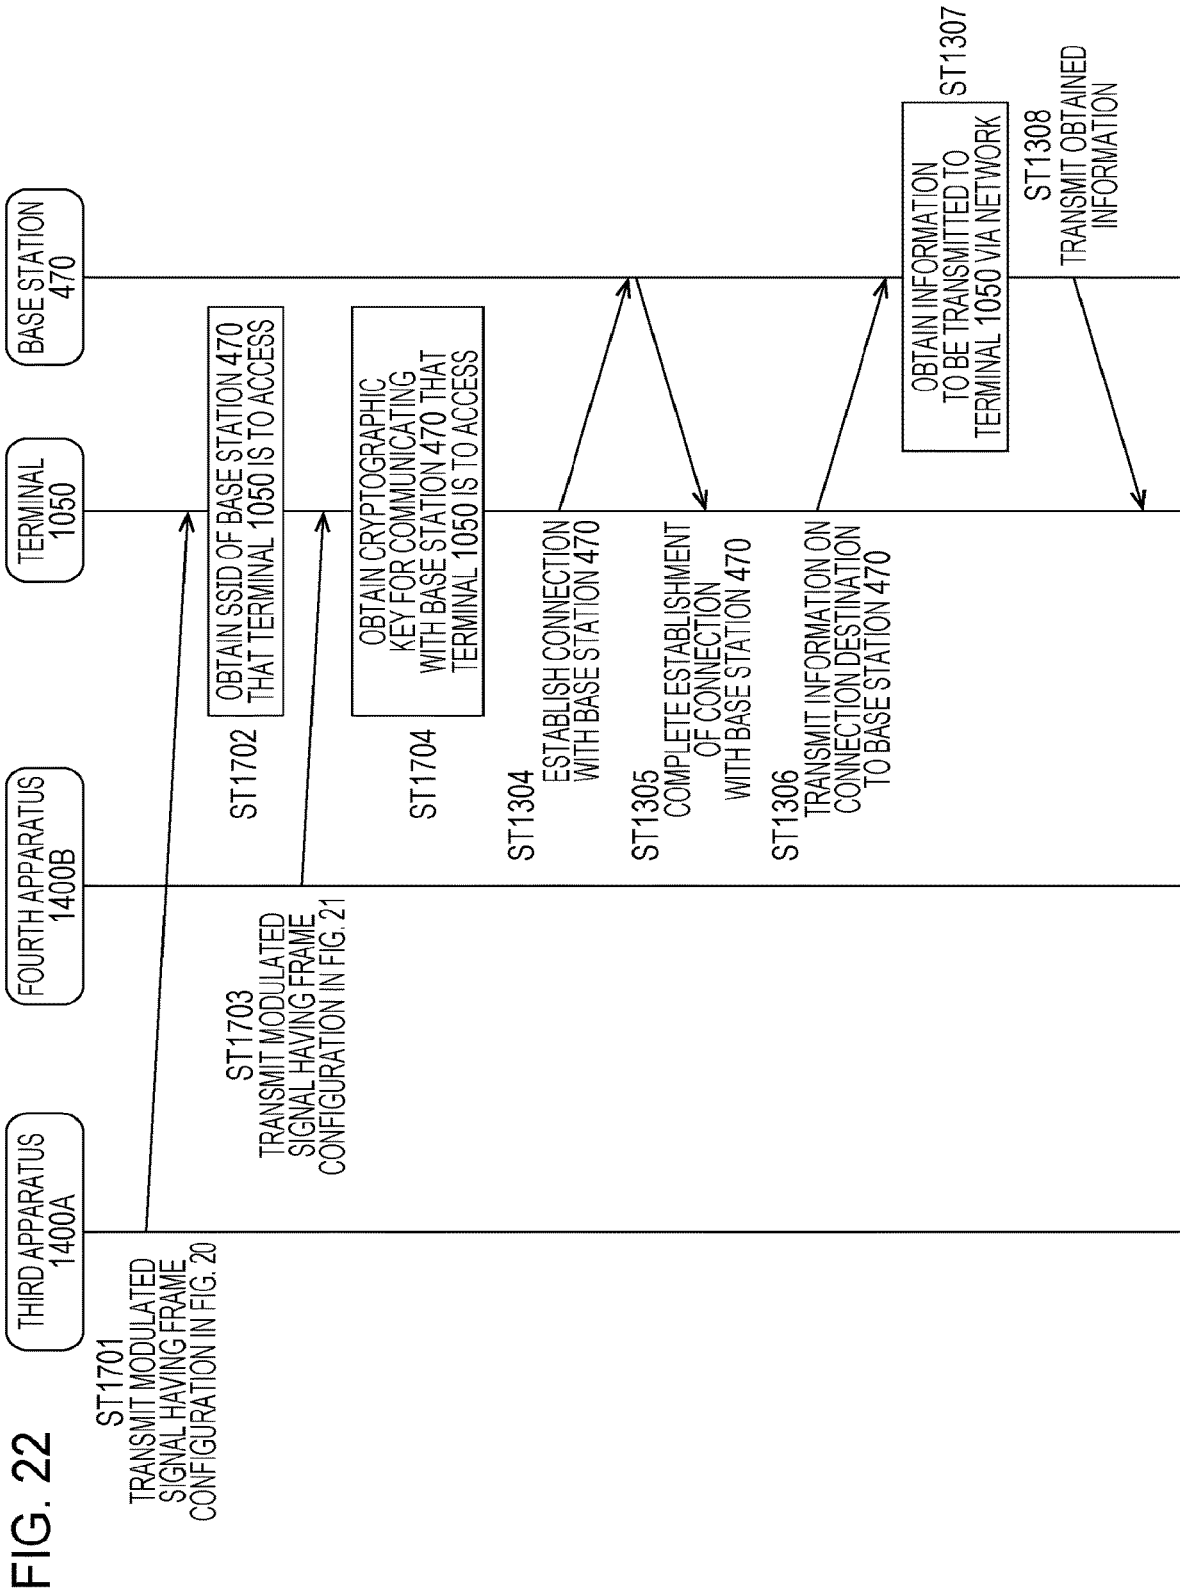 FIG. 22
THIRD APPARATUS
1400A
FOURTH APPARATUS
1400B
TERMINAL
1050
BASE STATION
470
ST1701
TRANSMIT MODULATED
SIGNAL HAVING FRAME
CONFIGURATION IN FIG. 20
OBTAIN SSID OF BASE STATION 470
THAT TERMINAL 1050 IS TO ACCESS
ST1702
ST1703
TRANSMIT MODULATED
SIGNAL HAVING FRAME
CONFIGURATION IN FIG. 21
OBTAIN CRYPTOGRAPHIC
KEY FOR COMMUNICATING
WITH BASE STATION 470 THAT
TERMINAL 1050 IS TO ACCESS
ST1704
ST1304
ESTABLISH CONNECTION
WITH BASE STATION 470
ST1305
COMPLETE ESTABLISHMENT
OF CONNECTION
WITH BASE STATION 470
ST1306
TRANSMIT INFORMATION ON
CONNECTION DESTINATION
TO BASE STATION 470
OBTAIN INFORMATION
TO BE TRANSMITTED TO
TERMINAL 1050 VIA NETWORK
ST1307
ST1308
TRANSMIT OBTAINED
INFORMATION